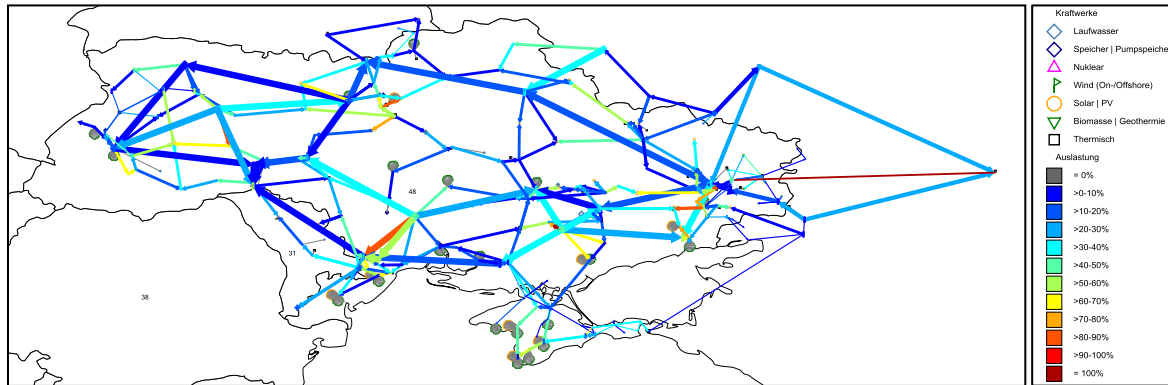 Kraftwerke
Laufwasser
Speicher | Pumpspeiche
Nuklear
Wind (On-/Offshore)
Solar | PV
Biomasse | Geothermie
Thermisch
Auslastung
= 0%
>0-10%
>10-20%
>20-30%
>30-40%
>40-50%
>50-60%
>60-70%
>70-80%
>80-90%
>90-100%
= 100%
48
31
38